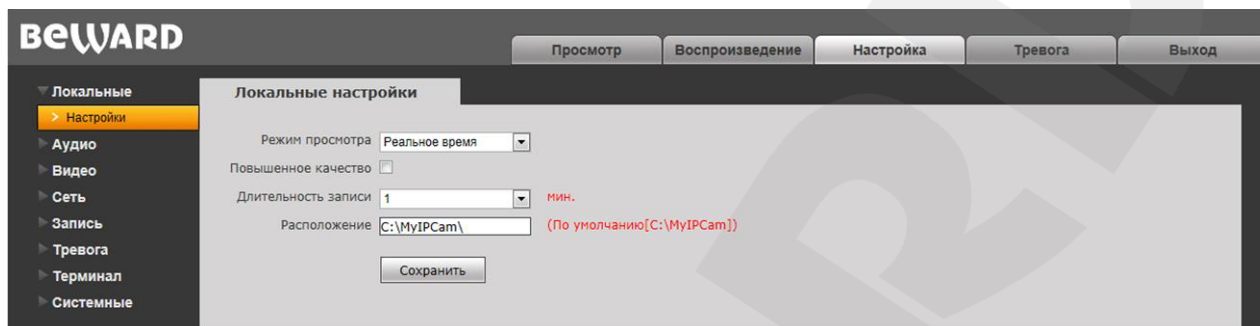 BEWARD
Просмотр Воспроизведение Настройка Тревога Выход
Локальные
> Настройки
Аудио
Видео
Сеть
Запись
Тревога
Терминал
Системные
Локальные настройки
Режим просмотра Реальное время
Повышенное качество
Длительность записи 1 мин.
Расположение C:\MyIPCam\ (По умолчанию[C:\MyIPCam])
Сохранить